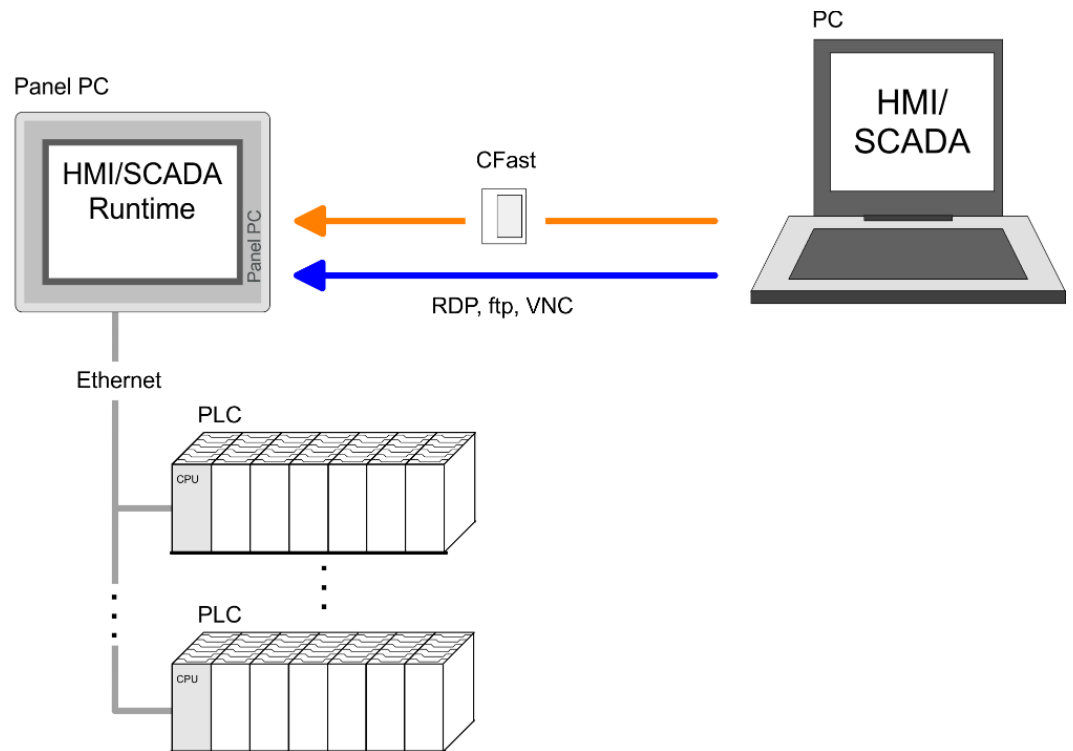 PC
Panel PC
HMI/SCADA
Runtime
Panel PC
CFast
HMI/
SCADA
RDP, ftp, VNC
Ethernet
PLC
CPU
PLC
CPU